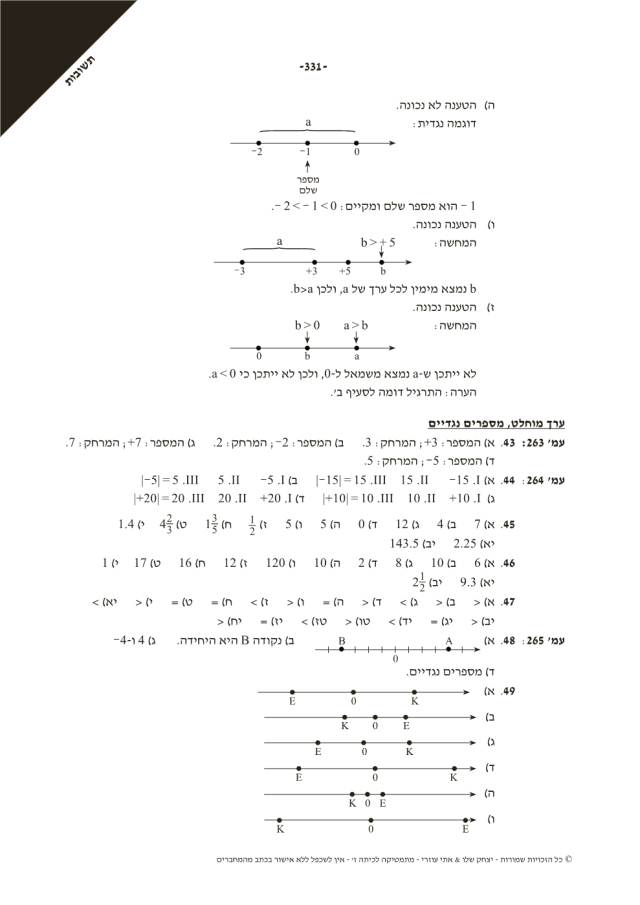 תשובות
-331-
ה) הטענה לא נכונה.
דוגמה נגדית:
a
-2 -1 0
מספר
שלם
-1 הוא מספר שלם ומקיים: -2 < -1 < 0.
ו) הטענה נכונה.
המחשה: a b > +5
-3 +3 +5 b
b נמצא מימין לכל ערך של a, ולכן b>a.
ז) הטענה נכונה.
המחשה: b > 0 a > b
0 b a
לא ייתכן ש-a נמצא משמאל ל-0, ולכן לא ייתכן כי a < 0.
הערה: התרגיל דומה לסעיף ב'.
ערך מוחלט, מספרים נגדיים
עמ' 263: 43. א) המספר: +3; המרחק: 3. ב) המספר: -2; המרחק: 2. ג) המספר: +7; המרחק: 7.
ד) המספר: -5; המרחק: 5.
עמ' 264: 44. א) I. -15 II. 15 III. |-15| = 15 ב) I. -5 II. 5 III. |-5| = 5
ג) I. +10 II. 10 III. |+10| = 10 ד) I. +20 II. 20 III. |+20| = 20
45. א) 7 ב) 4 ג) 12 ד) 0 ה) 5 ו) 5 ז) 1/2 ח) 1 3/5 ט) 4 2/3 י) 1.4
יא) 2.25 יב) 143.5
46. א) 6 ב) 10 ג) 8 ד) 2 ה) 10 ו) 120 ז) 12 ח) 16 ט) 17 י) 1
יא) 9.3 יב) 2 1/2
47. א) > ב) > ג) < ד) > ה) = ו) > ז) < ח) = ט) = י) > יא) <
יב) > יג) = יד) < טו) > טז) < יז) = יח) >
עמ' 265: 48. א) B A 0 ב) נקודה B היא היחידה. ג) 4 ו-4-
ד) מספרים נגדיים.
49. א) E 0 K
ב) K 0 E
ג) E 0 K
ד) E 0 K
ה) K 0 E
ו) K 0 E
© כל הזכויות שמורות - יצחק שלו & אתי עוזרי - מתמטיקה לכיתה ז' - אין לשכפל ללא אישור בכתב מהמחברים